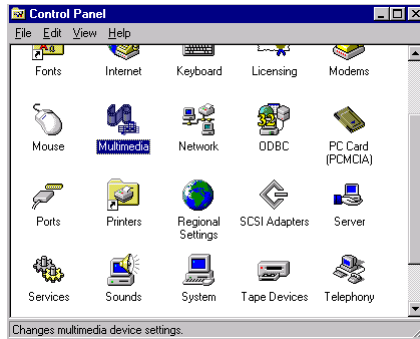 Control Panel
File Edit View Help
Fonts Internet Keyboard Licensing Modems
Mouse Multimedia Network ODBC PC Card
(PCMCIA)
Ports Printers Regional SCSI Adapters Server
Settings
Services Sounds System Tape Devices Telephony
Changes multimedia device settings.